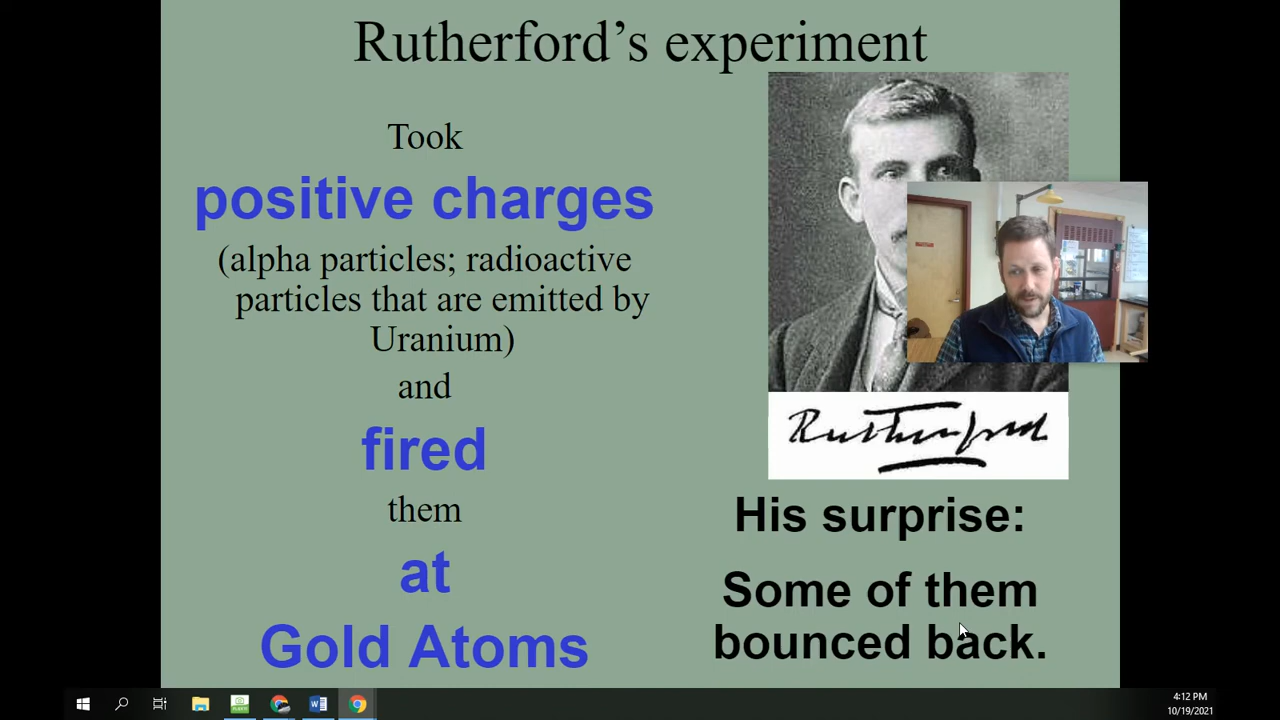 Rutherford’s experiment
Took
positive charges
(alpha particles; radioactive
particles that are emitted by
Uranium)
and
fired
them
at
Gold Atoms
Rutherford
His surprise:
Some of them
bounced back.
4:12 PM
10/19/2021